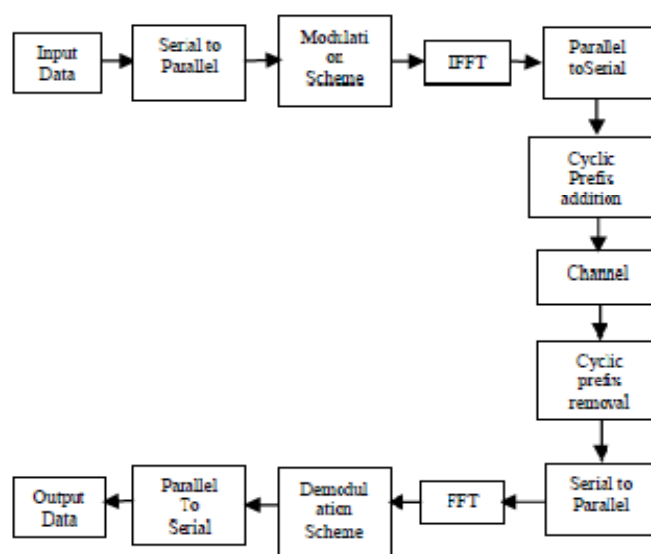 Input
Data
Serial to
Parallel
Modulati
on
Scheme
IFFT
Parallel
toSerial
Cyclic
Prefix
addition
Channel
Cyclic
prefix
removal
Serial to
Parallel
FFT
Demodul
ation
Scheme
Parallel
To
Serial
Output
Data